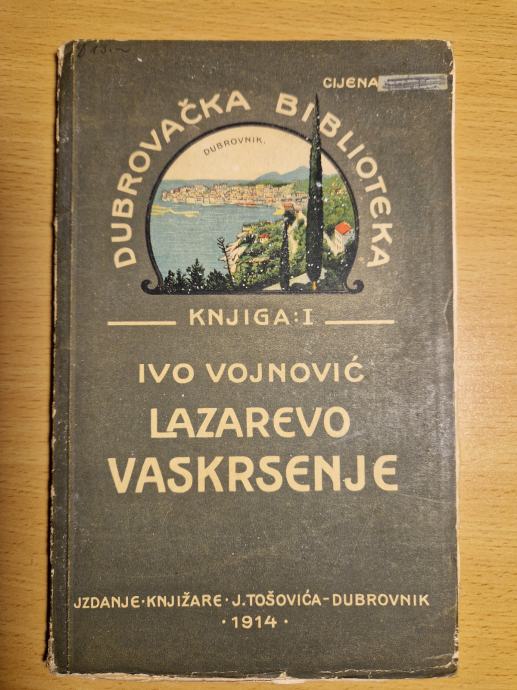 CIJENA
DUBROVAČKA BIBLIOTEKA
DUBROVNIK.
KNJIGA: I
IVO VOJNOVIĆ
LAZAREVO
VASKRSENJE
JZDANJE · KNJIŽARE · J. TOŠOVIĆA – DUBROVNIK
· 1914 ·